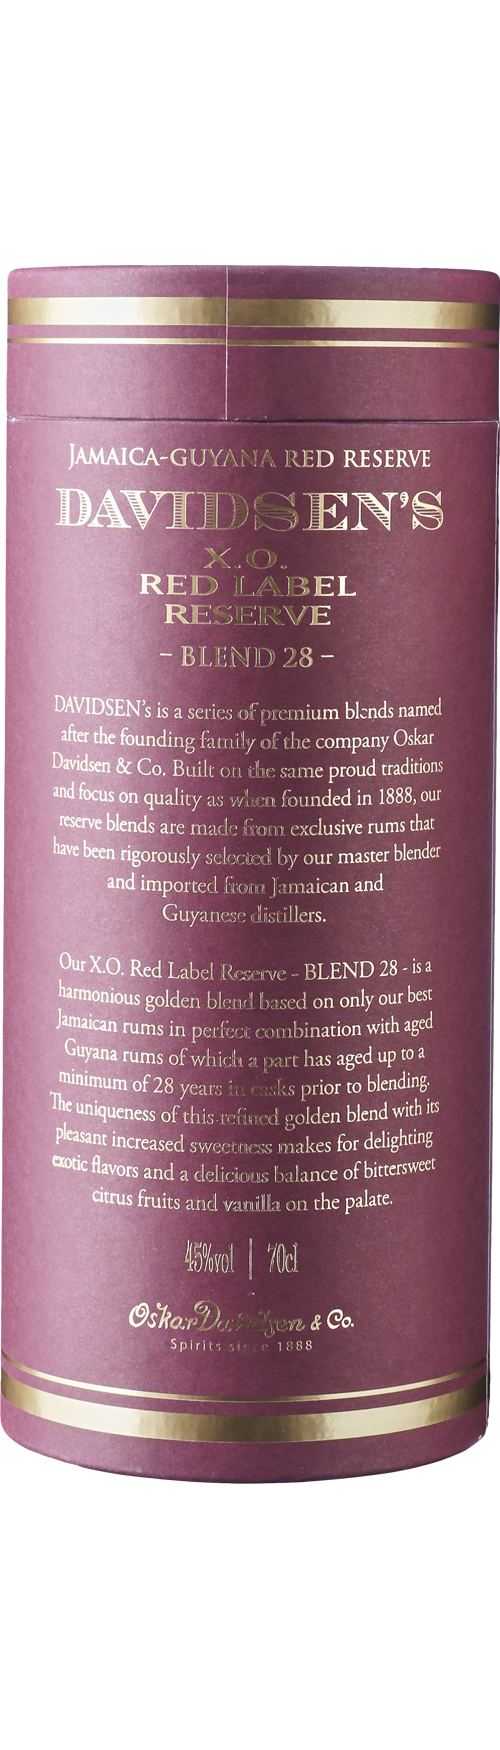 JAMAICA-GUYANA RED RESERVE
DAVIDSEN'S
X.O.
RED LABEL
RESERVE
- BLEND 28 -
DAVIDSEN's is a series of premium blends named
after the founding family of the company Oskar
Davidsen & Co. Built on the same proud traditions
and focus on quality as when founded in 1888, our
reserve blends are made from exclusive rums that
have been rigorously selected by our master blender
and imported from Jamaican and
Guyanese distillers.
Our X.O. Red Label Reserve - BLEND 28 - is a
harmonious golden blend based on only our best
Jamaican rums in perfect combination with aged
Guyana rums of which a part has aged up to a
minimum of 28 years in casks prior to blending.
The uniqueness of this refined golden blend with its
pleasant increased sweetness makes for delighting
exotic flavors and a delicious balance of bittersweet
citrus fruits and vanilla on the palate.
45%vol | 70cl
Oskar Davidsen & Co.
Spirits since 1888